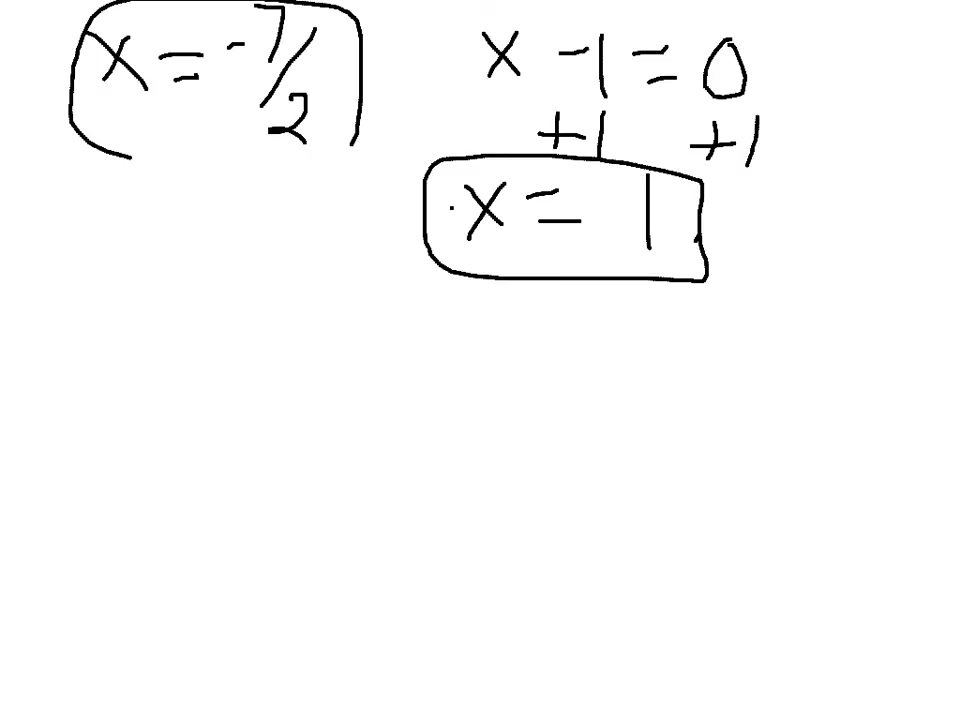 x = -7/2
x - 1 = 0
+1 +1
x = 1